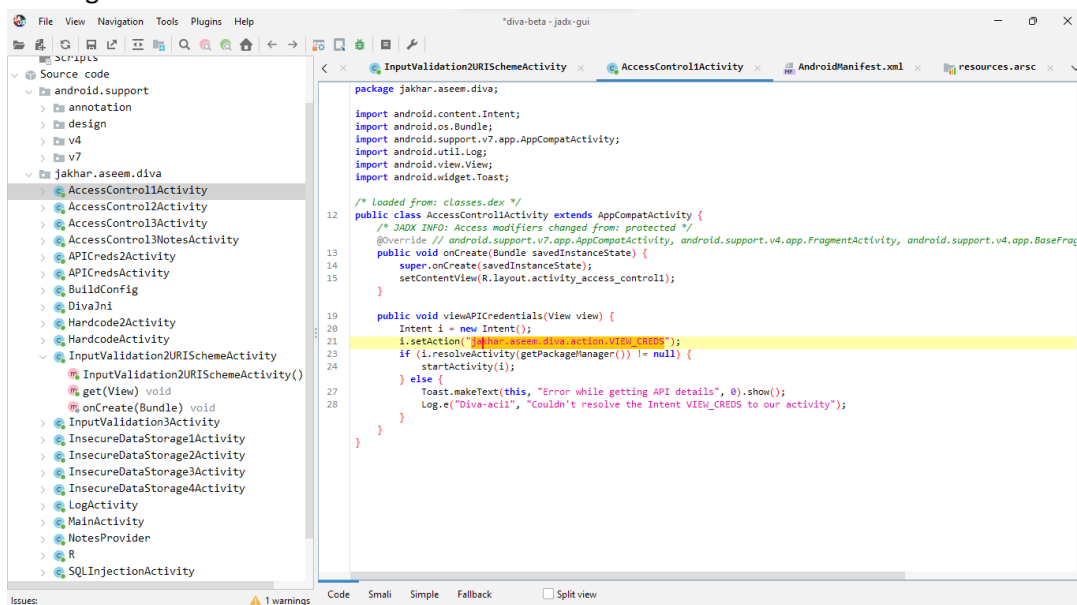 File View Navigation Tools Plugins Help
*diva-beta - jadx-gui
Scripts
Source code
android.support
annotation
design
v4
v7
jakhar.aseem.diva
AccessControl1Activity
AccessControl2Activity
AccessControl3Activity
AccessControl3NotesActivity
APICreds2Activity
APICredsActivity
BuildConfig
DivaJni
Hardcode2Activity
HardcodeActivity
InputValidation2URISchemeActivity
InputValidation2URISchemeActivity()
get(View) void
onCreate(Bundle) void
InputValidation3Activity
InsecureDataStorage1Activity
InsecureDataStorage2Activity
InsecureDataStorage3Activity
InsecureDataStorage4Activity
LogActivity
MainActivity
NotesProvider
R
SQLInjectionActivity
Issues: 1 warnings
InputValidation2URISchemeActivity AccessControl1Activity AndroidManifest.xml resources.arsc
package jakhar.aseem.diva;
import android.content.Intent;
import android.os.Bundle;
import android.support.v7.app.AppCompatActivity;
import android.util.Log;
import android.view.View;
import android.widget.Toast;
/* loaded from: classes.dex */
12 public class AccessControl1Activity extends AppCompatActivity {
/* JADX INFO: Access modifiers changed from: protected */
@Override // android.support.v7.app.AppCompatActivity, android.support.v4.app.FragmentActivity, android.support.v4.app.BaseFrag
13 public void onCreate(Bundle savedInstanceState) {
14 super.onCreate(savedInstanceState);
15 setContentView(R.layout.activity_access_control1);
}
19 public void viewAPICredentials(View view) {
20 Intent i = new Intent();
21 i.setAction("jakhar.aseem.diva.action.VIEW_CREDS");
23 if (i.resolveActivity(getPackageManager()) != null) {
24 startActivity(i);
} else {
27 Toast.makeText(this, "Error while getting API details", 0).show();
28 Log.e("Diva-aci1", "Couldn't resolve the Intent VIEW_CREDS to our activity");
}
}
}
Code Smali Simple Fallback Split view